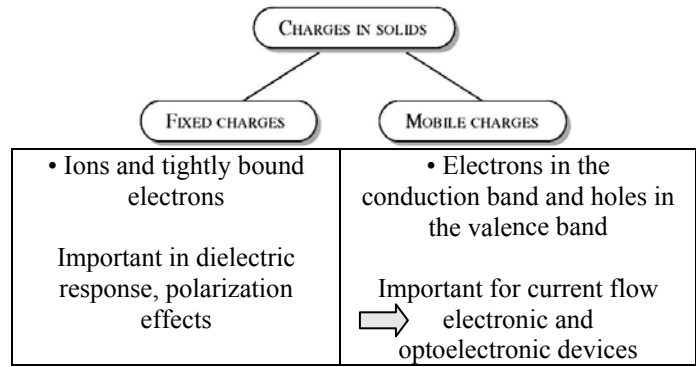 CHARGES IN SOLIDS
FIXED CHARGES
MOBILE CHARGES
• Ions and tightly bound
electrons
Important in dielectric
response, polarization
effects
• Electrons in the
conduction band and holes in
the valence band
Important for current flow
electronic and
optoelectronic devices